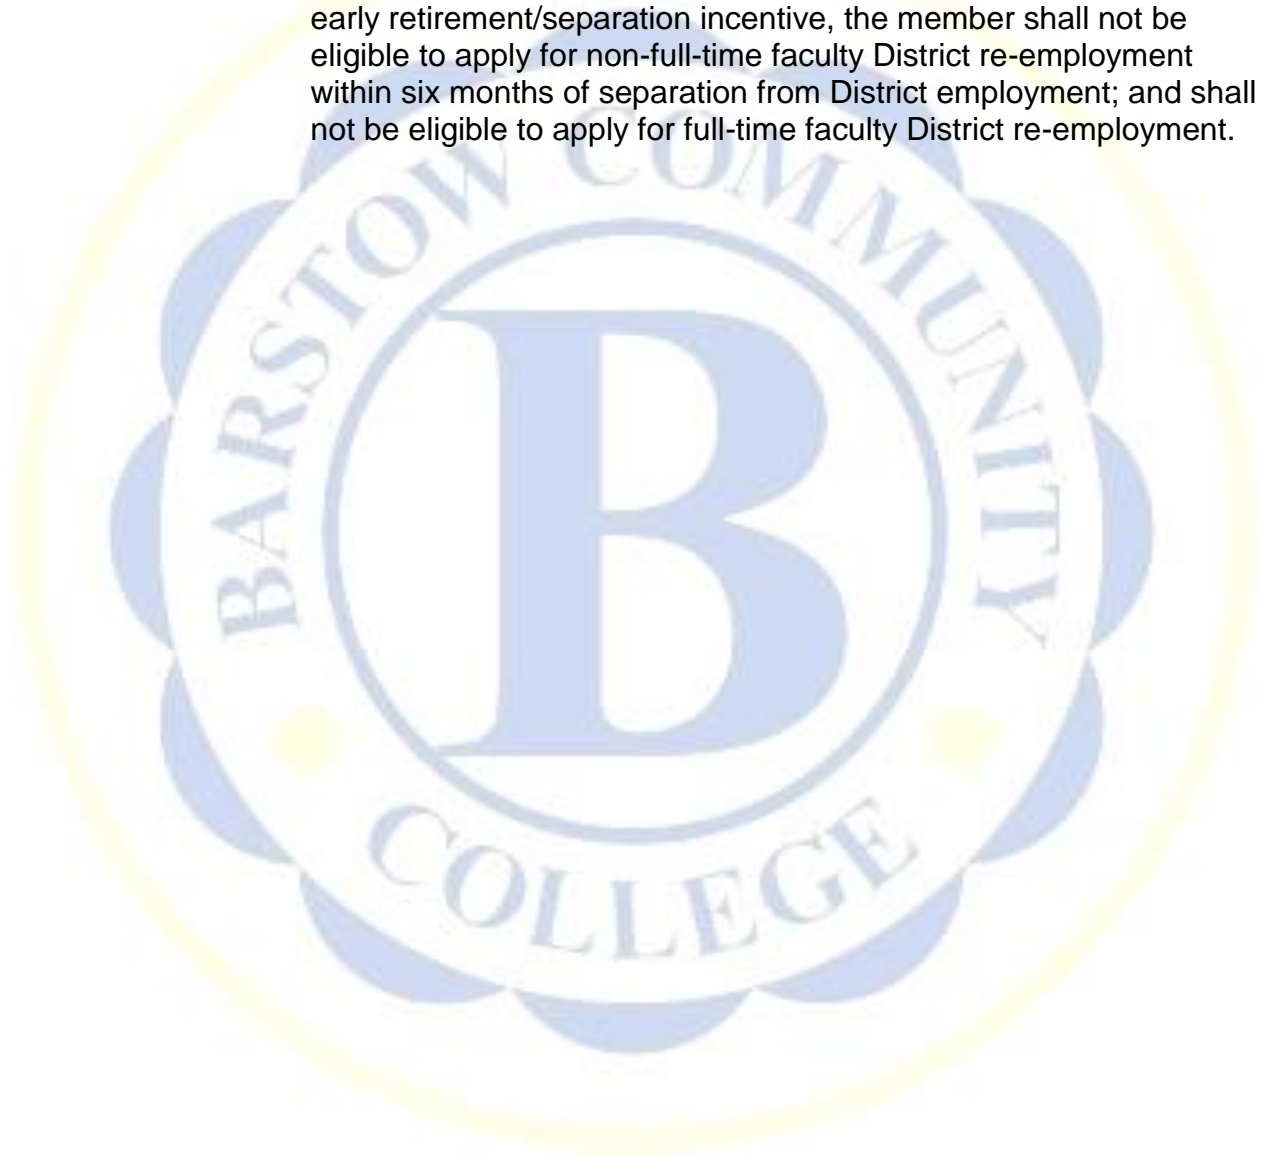 early retirement/separation incentive, the member shall not be
eligible to apply for non-full-time faculty District re-employment
within six months of separation from District employment; and shall
not be eligible to apply for full-time faculty District re-employment.
BARSTOW COMMUNITY
B
COLLEGE